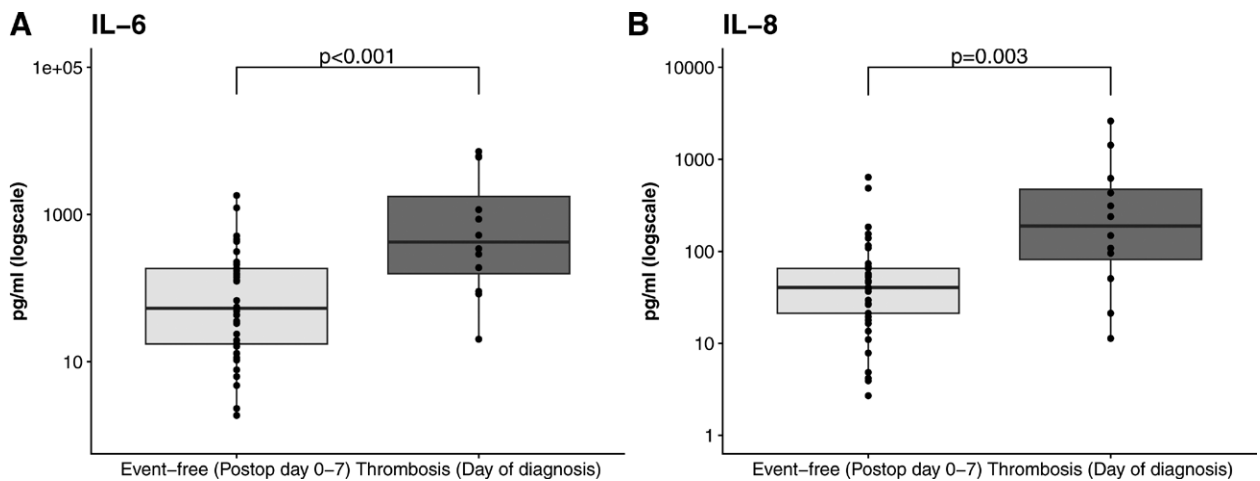 A IL−6
p<0.001
1e+05
1000
10
pg/ml (logscale)
Event−free (Postop day 0−7) Thrombosis (Day of diagnosis)
B IL−8
p=0.003
10000
1000
100
10
1
pg/ml (logscale)
Event−free (Postop day 0−7) Thrombosis (Day of diagnosis)